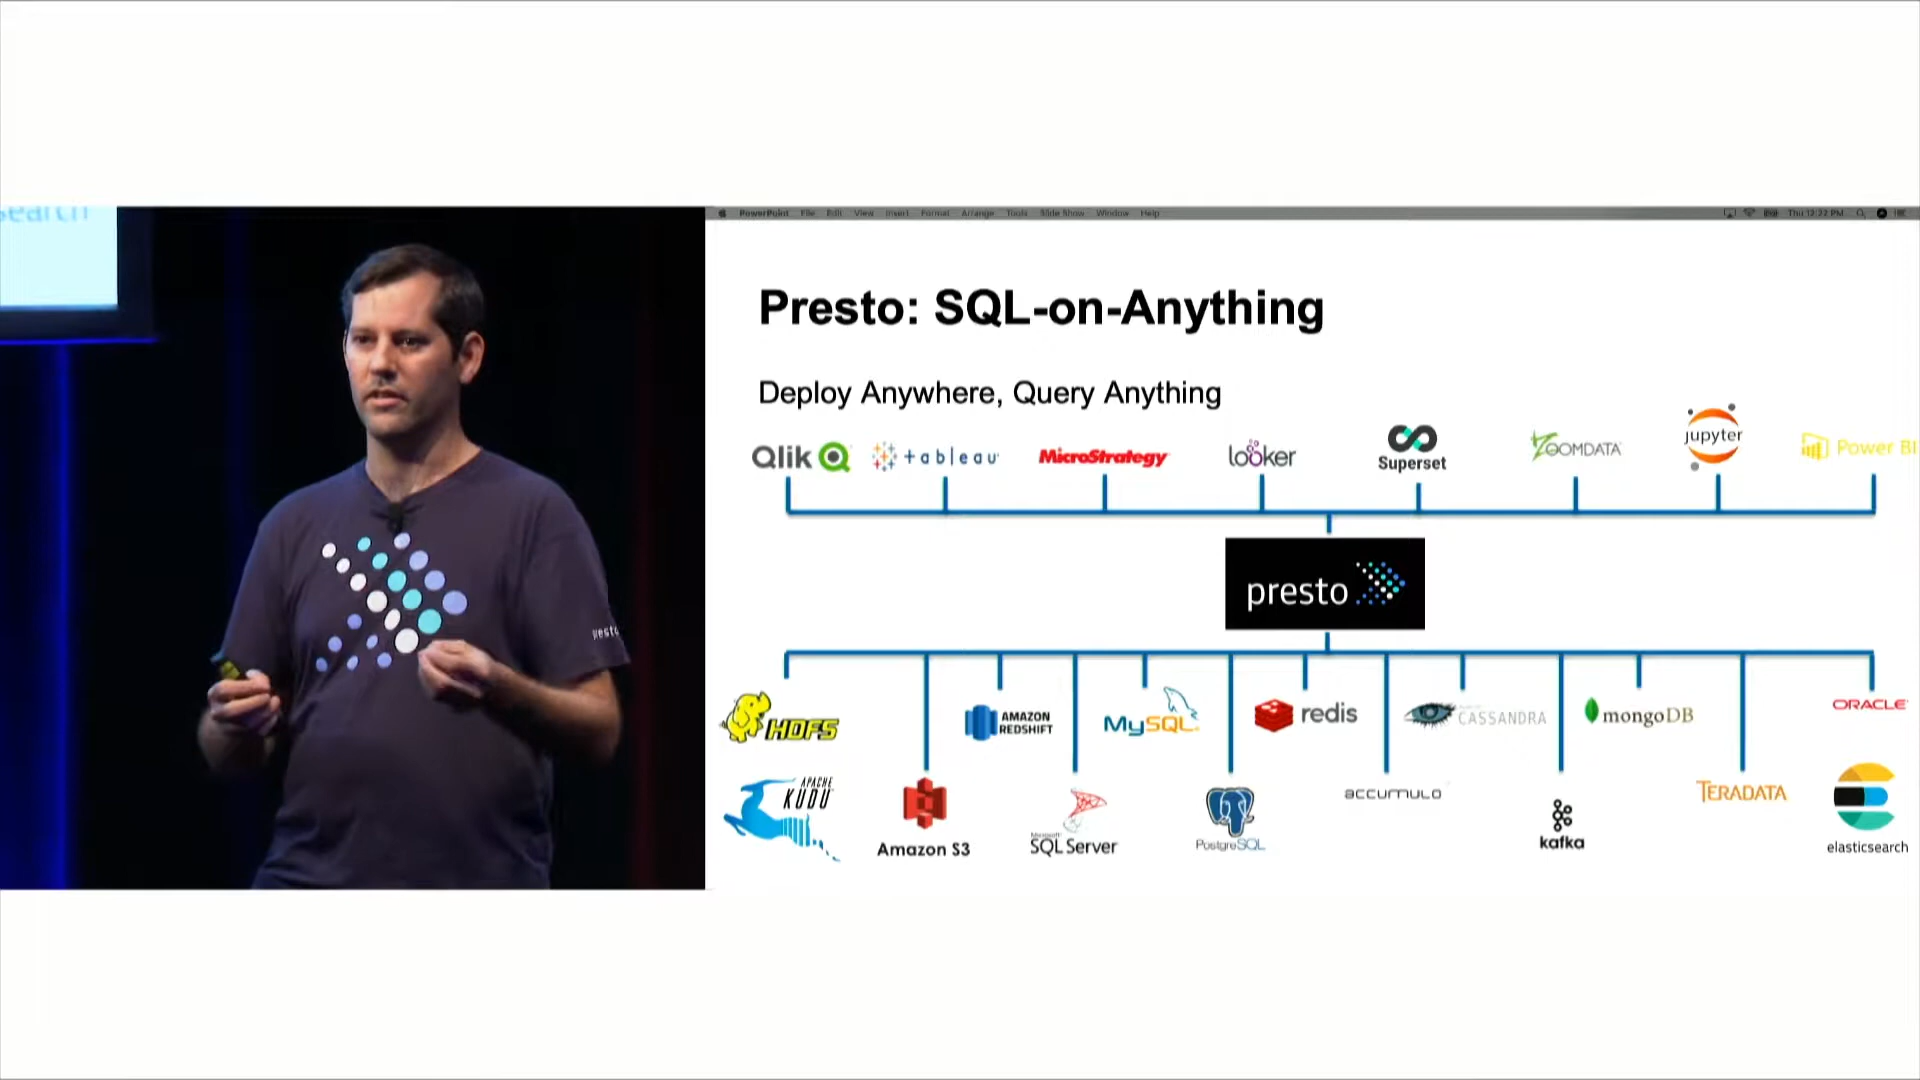 search
PowerPoint File Edit View Insert Format Arrange Tools Slide Show Window Help
Thu 12:22 PM
Presto: SQL-on-Anything
Deploy Anywhere, Query Anything
Qlik
+ableau
MicroStrategy
looker
Superset
ZOOMDATA
jupyter
Power BI
presto
HDFS
AMAZON
REDSHIFT
MySQL
redis
CASSANDRA
mongoDB
ORACLE
APACHE
KUDU
Amazon S3
Microsoft
SQL Server
PostgreSQL
accumulo
kafka
TERADATA
elasticsearch